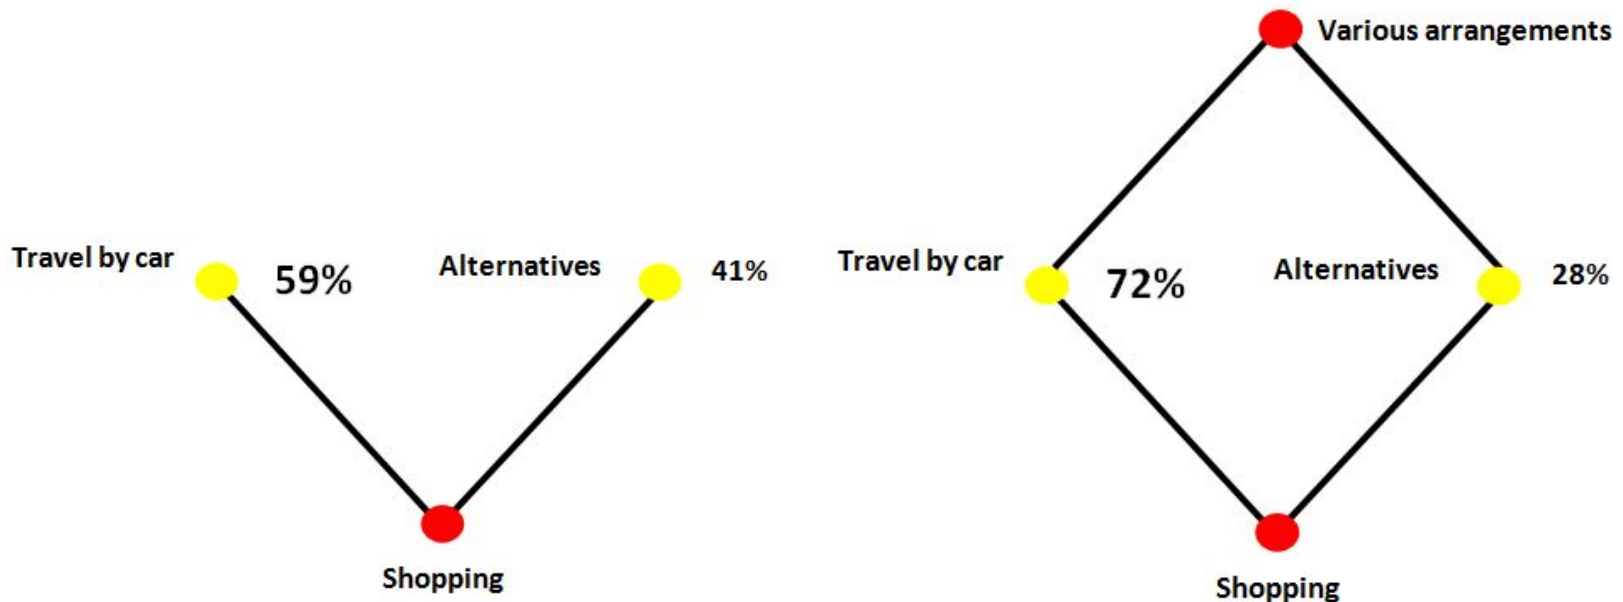 Travel by car
59%
Alternatives
41%
Shopping
Various arrangements
Travel by car
72%
Alternatives
28%
Shopping